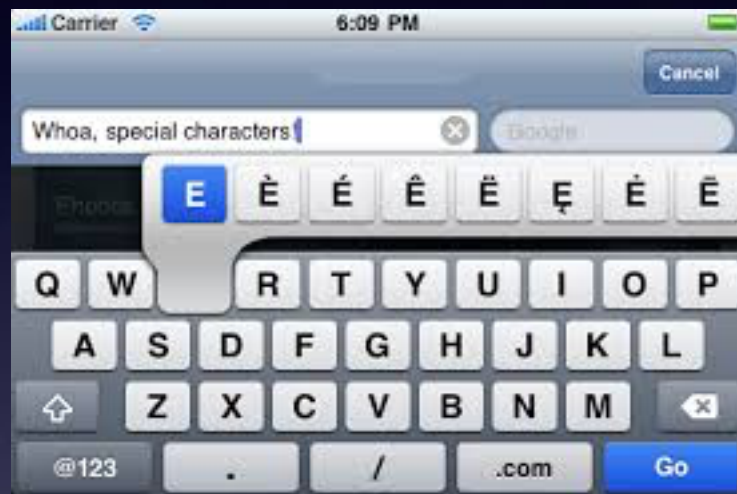 Carrier 6:09 PM
Cancel
Whoa, special characters Google
E È É Ê Ë Ę Ė Ē
Q W R T Y U I O P
A S D F G H J K L
Z X C V B N M
@123 . / .com Go